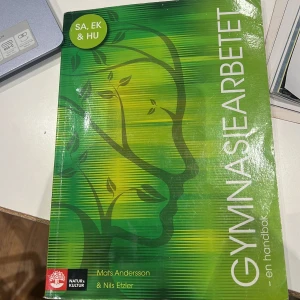 SA, EK
& HU
GYMNASIEARBETET
– en handbok
Mats Andersson
& Nils Etzler
NATUR &
KULTUR